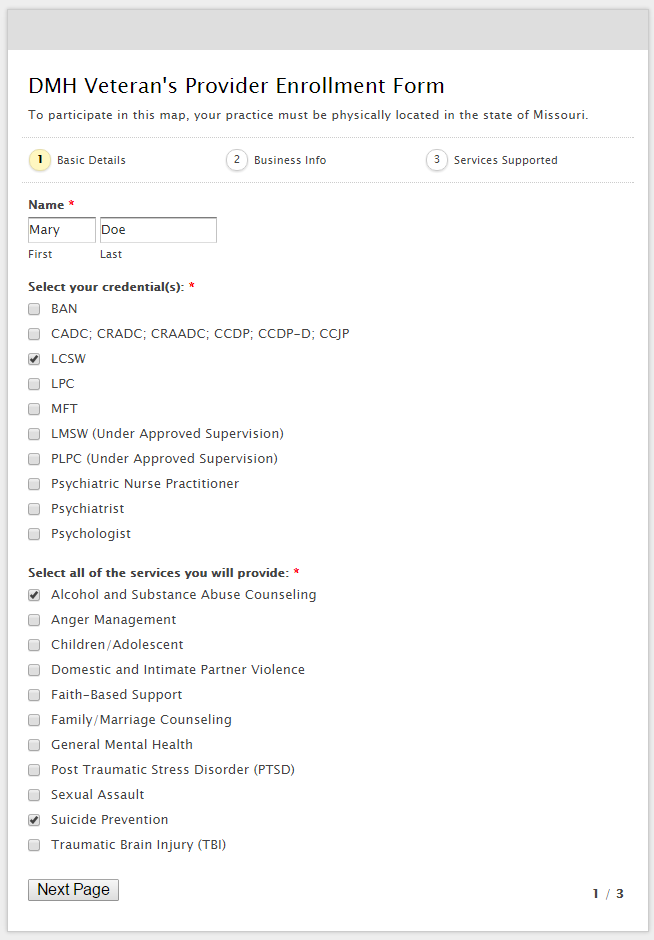 DMH Veteran's Provider Enrollment Form
To participate in this map, your practice must be physically located in the state of Missouri.
1 Basic Details 2 Business Info 3 Services Supported
Name *
Mary Doe
First Last
Select your credential(s): *
BAN
CADC; CRADC; CRAADC; CCDP; CCDP-D; CCJP
LCSW
LPC
MFT
LMSW (Under Approved Supervision)
PLPC (Under Approved Supervision)
Psychiatric Nurse Practitioner
Psychiatrist
Psychologist
Select all of the services you will provide: *
Alcohol and Substance Abuse Counseling
Anger Management
Children/Adolescent
Domestic and Intimate Partner Violence
Faith-Based Support
Family/Marriage Counseling
General Mental Health
Post Traumatic Stress Disorder (PTSD)
Sexual Assault
Suicide Prevention
Traumatic Brain Injury (TBI)
Next Page 1 / 3